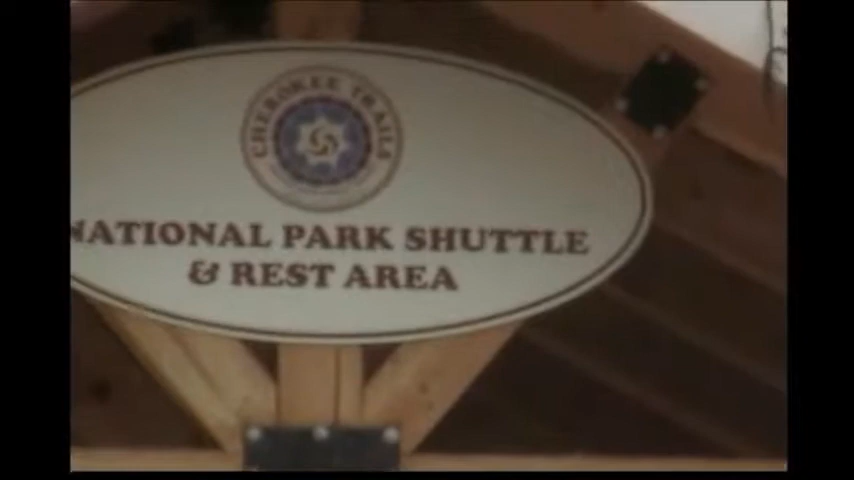 CHEROKEE TRAILS
NATIONAL PARK SHUTTLE
& REST AREA